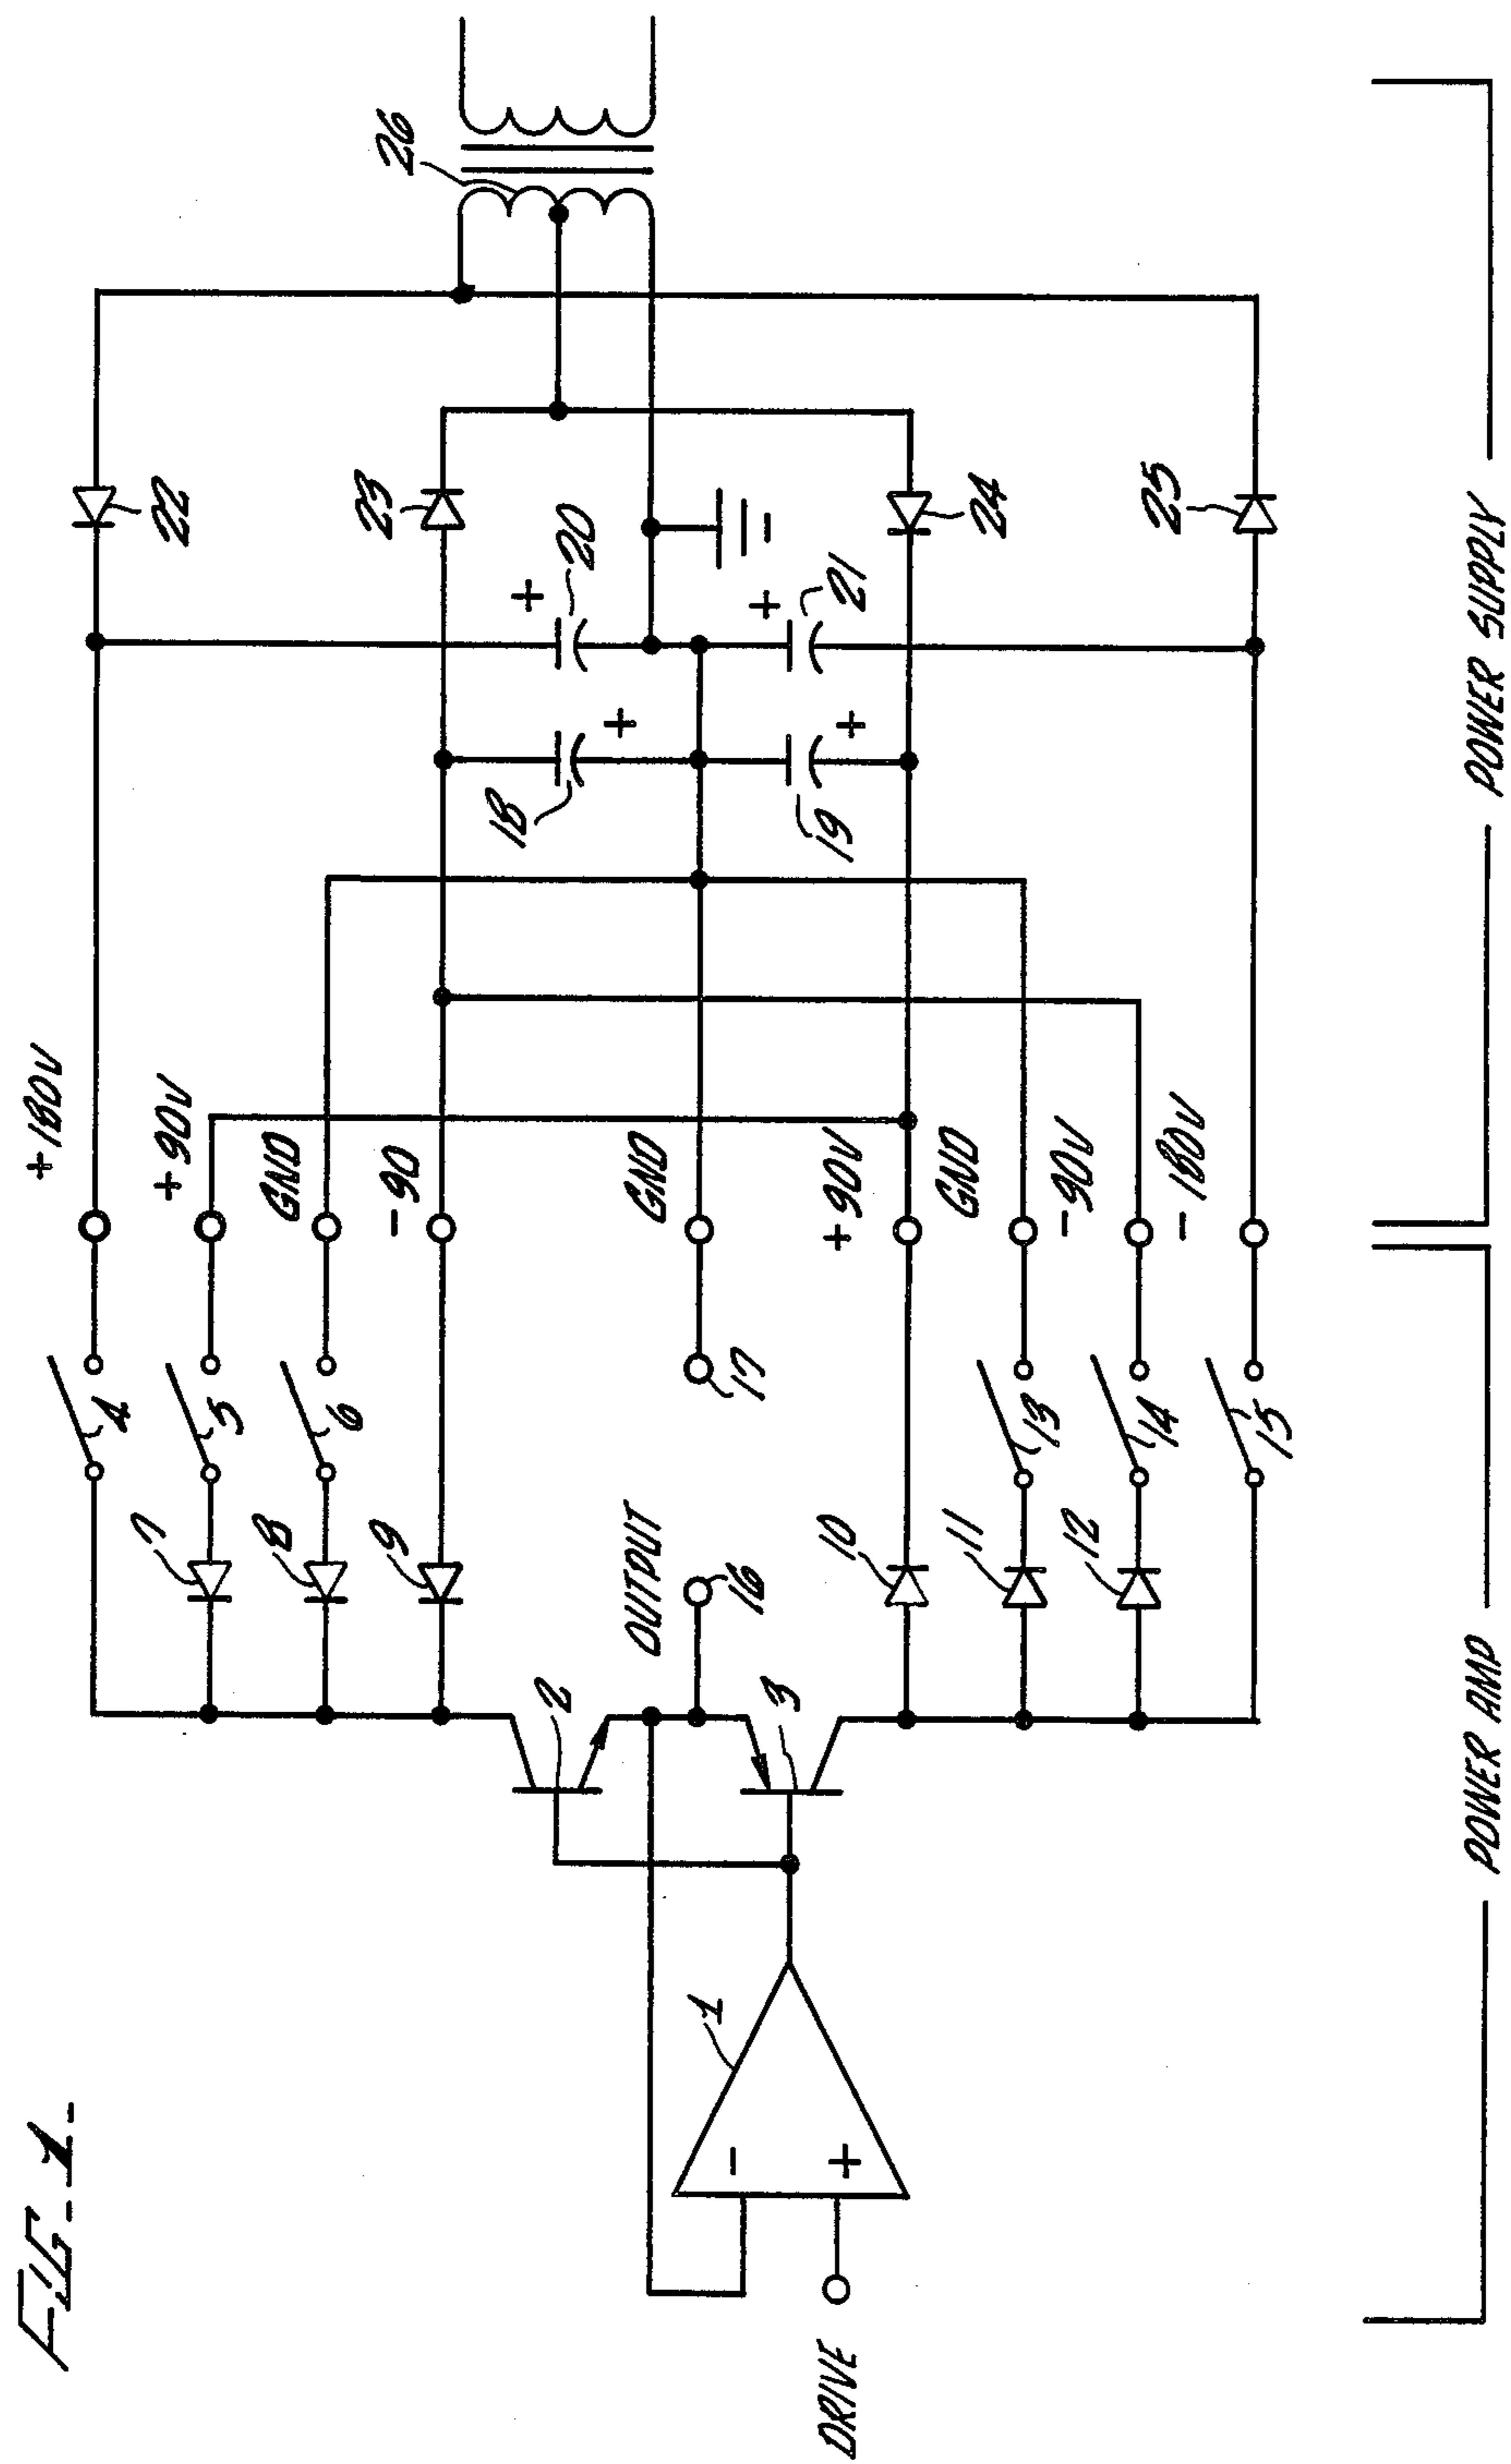 FIG_1_
+180V
+90V
GND
-90
GND
+90V
GND
-90V
-180V
4
5
6
7
8
9
2
OUTPUT
16
17
3
10
11
12
13
14
15
1
-
+
DRIVE
18
+
19
+
+
20
+
21
22
23
24
25
26
POWER AMP
POWER SUPPLY